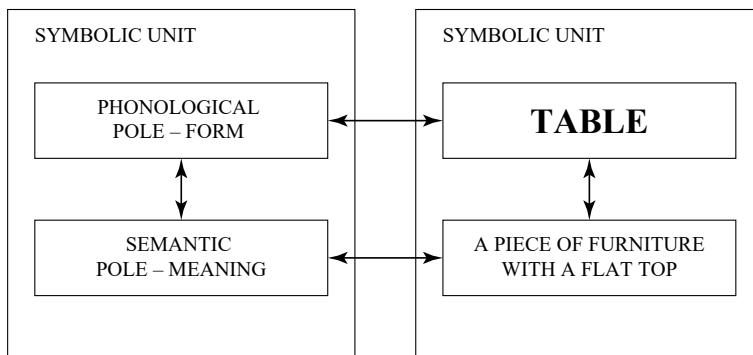 SYMBOLIC UNIT
PHONOLOGICAL
POLE – FORM
SEMANTIC
POLE – MEANING
SYMBOLIC UNIT
TABLE
A PIECE OF FURNITURE
WITH A FLAT TOP